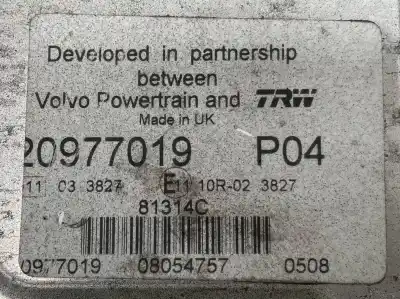 Developed in partnership
between
Volvo Powertrain and TRW
Made in UK
20977019 P04
11 03 3827 E11 10R-02 3827
81314C
0977019 08054757 0508